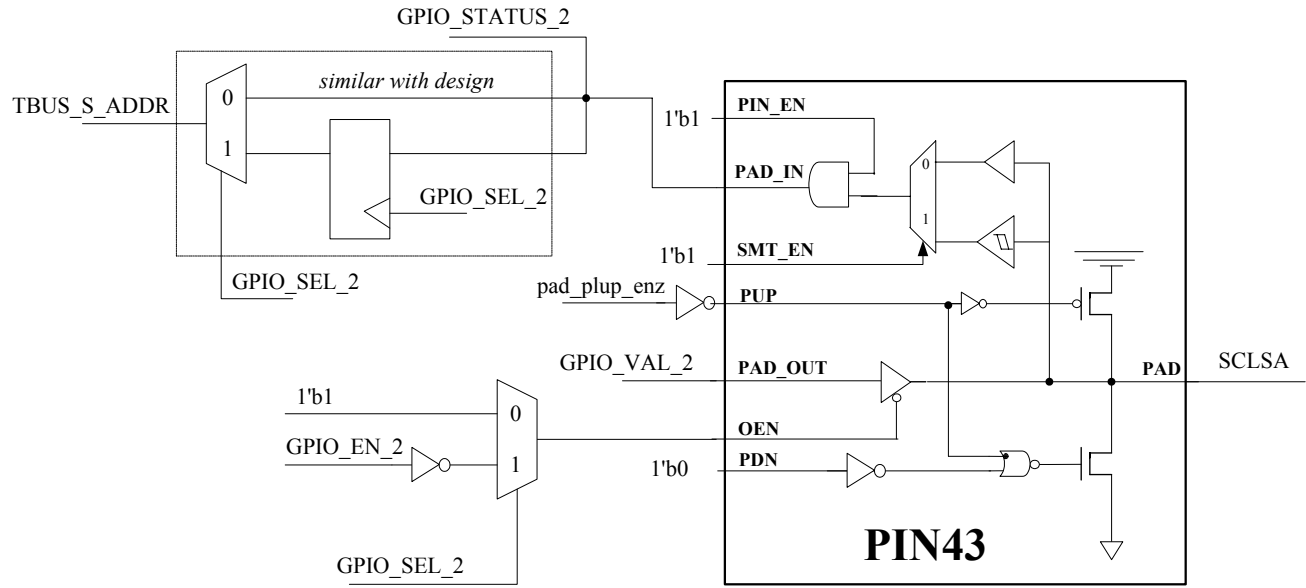 GPIO_STATUS_2
similar with design
TBUS_S_ADDR
0
1
GPIO_SEL_2
GPIO_SEL_2
1'b1
PIN_EN
PAD_IN
0
1
1'b1
SMT_EN
pad_plup_enz
PUP
GPIO_VAL_2
PAD_OUT
PAD
SCLSA
1'b1
0
OEN
GPIO_EN_2
1
1'b0
PDN
GPIO_SEL_2
PIN43